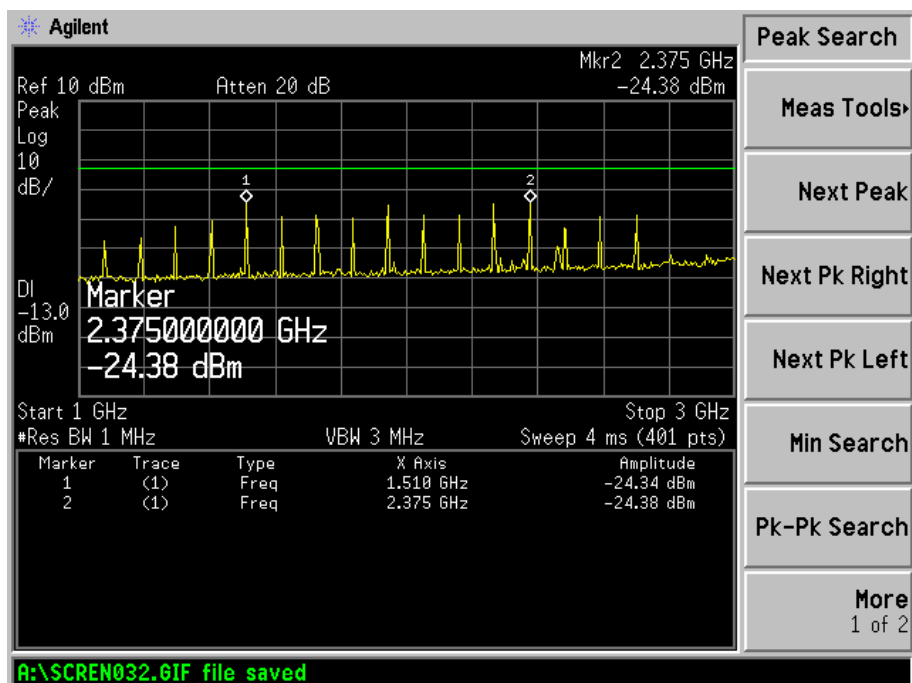 Agilent
Peak Search
Mkr2 2.375 GHz
Ref 10 dBm Atten 20 dB -24.38 dBm
Peak
Log
10
dB/
1
2
DI
-13.0
dBm
Marker
2.375000000 GHz
-24.38 dBm
Start 1 GHz Stop 3 GHz
#Res BW 1 MHz VBW 3 MHz Sweep 4 ms (401 pts)
Marker Trace Type X Axis Amplitude
1 (1) Freq 1.510 GHz -24.34 dBm
2 (1) Freq 2.375 GHz -24.38 dBm
A:\SCREN032.GIF file saved
Meas Tools
Next Peak
Next Pk Right
Next Pk Left
Min Search
Pk-Pk Search
More
1 of 2